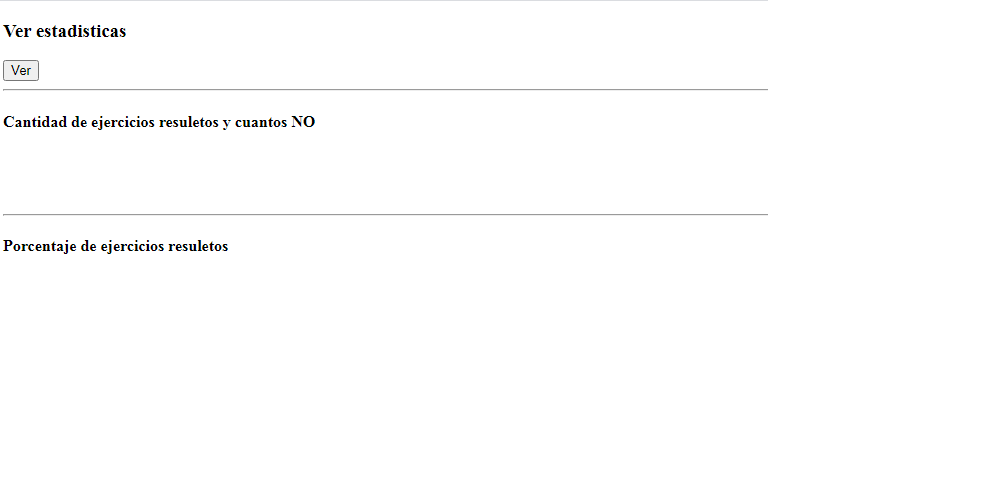 Ver estadisticas
Ver
Cantidad de ejercicios resuletos y cuantos NO
Porcentaje de ejercicios resuletos